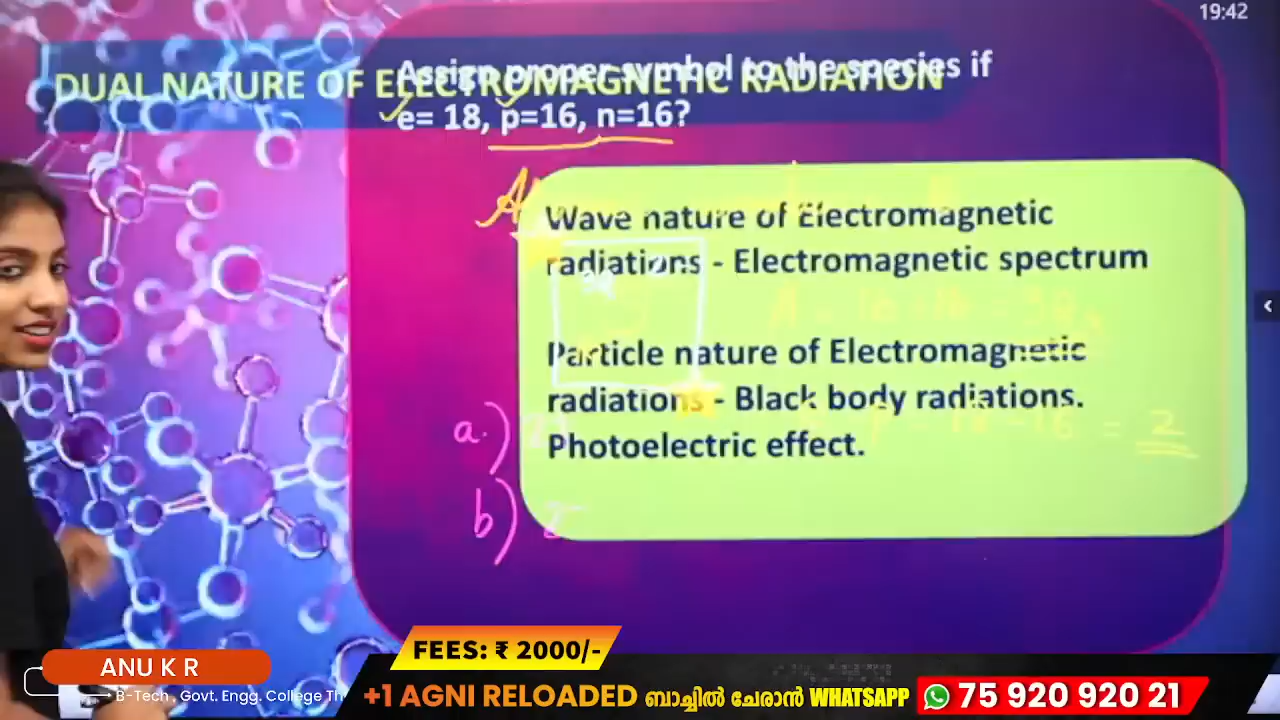 19:42
DUAL NATURE OF ELECTROMAGNETIC RADIATION
Assign proper symbol to the species if
e= 18, p=16, n=16?
Wave nature of Electromagnetic
radiations - Electromagnetic spectrum
Particle nature of Electromagnetic
radiations - Black body radiations.
Photoelectric effect.
= 2
a.)
b)
FEES: ₹ 2000/-
ANU K R
• B-Tech , Govt. Engg. College Th
+1 AGNI RELOADED ബാച്ചിൽ ചേരാൻ WHATSAPP 75 920 920 21